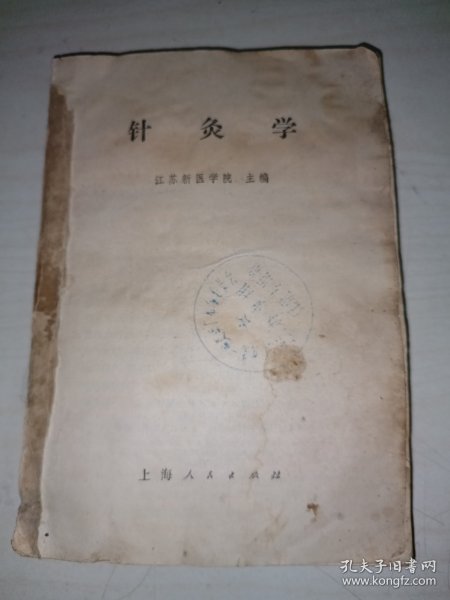 针灸学
江苏新医学院 主编
上海人民出版社
孔夫子旧书网
www.kongfz.com